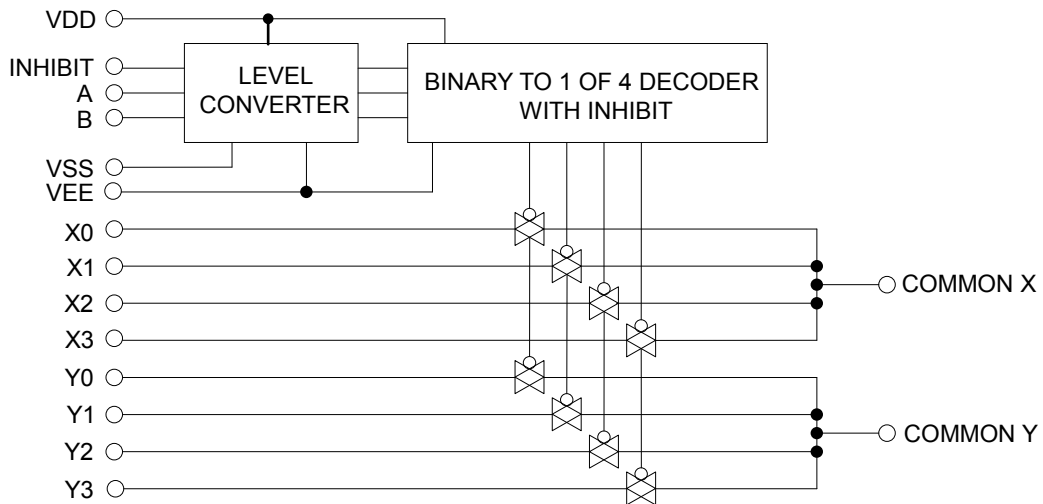 VDD
INHIBIT
A
B
VSS
VEE
LEVEL
CONVERTER
BINARY TO 1 OF 4 DECODER
WITH INHIBIT
X0
X1
X2
X3
COMMON X
Y0
Y1
Y2
Y3
COMMON Y